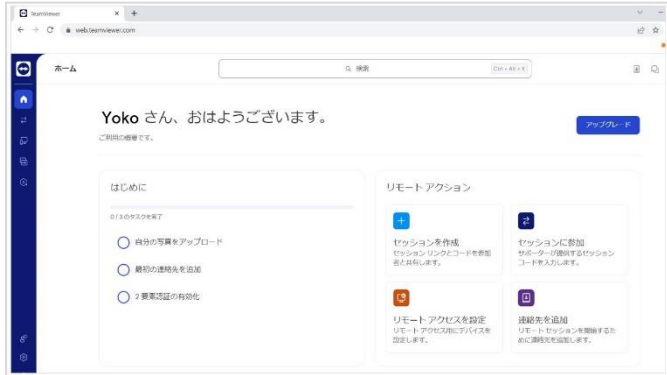 TeamViewer
web.teamviewer.com
ホーム
検索
Ctrl + Alt + K
Yoko さん、おはようございます。
ご利用の概要です。
アップグレード
はじめに
0 / 3 のタスクを完了
自分の写真をアップロード
最初の連絡先を追加
2 要素認証の有効化
リモート アクション
セッションを作成
セッション リンクとコードを参加
者と共有します。
セッションに参加
サポーターが提供するセッション
コードを入力します。
リモート アクセスを設定
リモート アクセス用にデバイスを
設定します。
連絡先を追加
リモート セッションを開始するた
めに連絡先を追加します。